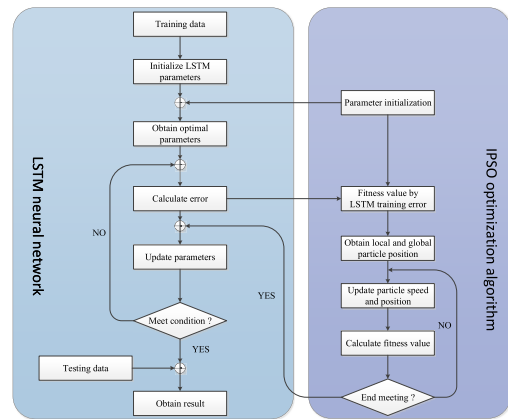 Training data
Initialize LSTM
parameters
Parameter initialization
Obtain optimal
parameters
LSTM neural network
IPSO optimization algorithm
Calculate error
Fitness value by
LSTM training error
NO
Obtain local and global
particle position
Update parameters
YES
Update particle speed
and position
NO
Meet condition ?
Calculate fitness value
YES
Testing data
End meeting ?
Obtain result